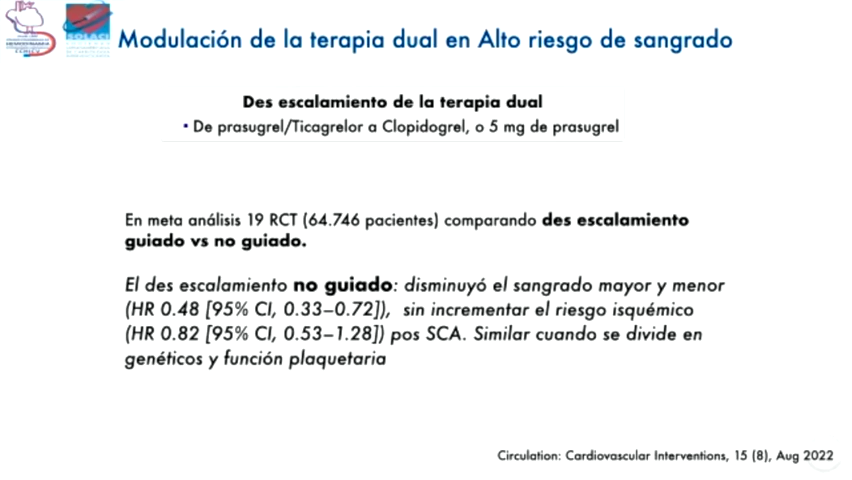 SOLACI
Modulación de la terapia dual en Alto riesgo de sangrado
Des escalamiento de la terapia dual
▪ De prasugrel/Ticagrelor a Clopidogrel, o 5 mg de prasugrel
En meta análisis 19 RCT (64.746 pacientes) comparando des escalamiento
guiado vs no guiado.
El des escalamiento no guiado: disminuyó el sangrado mayor y menor
(HR 0.48 [95% CI, 0.33–0.72]), sin incrementar el riesgo isquémico
(HR 0.82 [95% CI, 0.53–1.28]) pos SCA. Similar cuando se divide en
genéticos y función plaquetaria
Circulation: Cardiovascular Interventions, 15 (8), Aug 2022